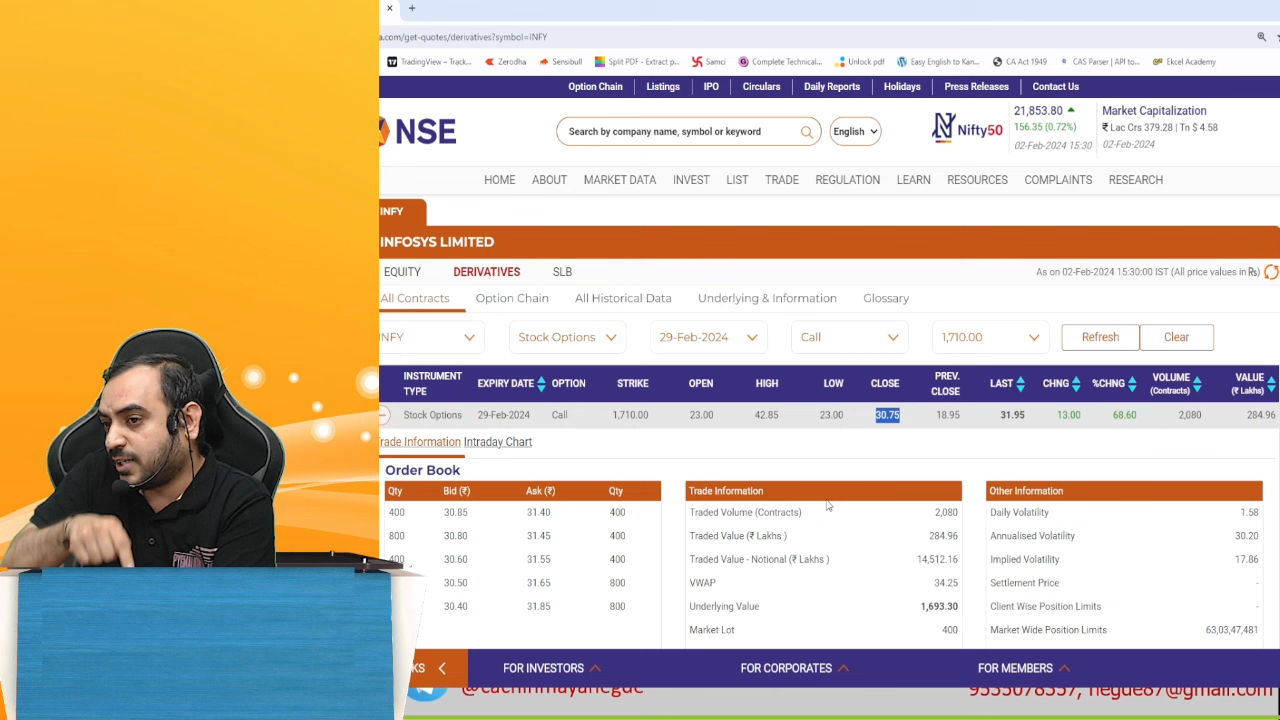 × +
a.com/get-quotes/derivatives?symbol=INFY
TradingView – Track... Zerodha Sensibull Split PDF - Extract p... Samci Complete Technical... Unlock pdf Easy English to Kan... CA Act 1949 CAS Parser | API to... Ekcel Academy
Option Chain Listings IPO Circulars Daily Reports Holidays Press Releases Contact Us
NSE
Search by company name, symbol or keyword
English
Nifty50
21,853.80
156.35 (0.72%)
02-Feb-2024 15:30
Market Capitalization
₹ Lac Crs 379.28 | Tn $ 4.58
02-Feb-2024
HOME ABOUT MARKET DATA INVEST LIST TRADE REGULATION LEARN RESOURCES COMPLAINTS RESEARCH
INFY
INFOSYS LIMITED
EQUITY DERIVATIVES SLB As on 02-Feb-2024 15:30:00 IST (All price values in ₨)
All Contracts Option Chain All Historical Data Underlying & Information Glossary
INFY Stock Options 29-Feb-2024 Call 1,710.00 Refresh Clear
INSTRUMENT TYPE EXPIRY DATE OPTION STRIKE OPEN HIGH LOW CLOSE PREV. CLOSE LAST CHNG %CHNG VOLUME (Contracts) VALUE (₹ Lakhs)
Stock Options 29-Feb-2024 Call 1,710.00 23.00 42.85 23.00 30.75 18.95 31.95 13.00 68.60 2,080 284.96
Trade Information Intraday Chart
Order Book
Qty Bid (₹) Ask (₹) Qty
400 30.85 31.40 400
800 30.80 31.45 400
400 30.60 31.55 400
30.50 31.65 800
30.40 31.85 800
Trade Information
Traded Volume (Contracts) 2,080
Traded Value (₹ Lakhs ) 284.96
Traded Value - Notional (₹ Lakhs ) 14,512.16
VWAP 34.25
Underlying Value 1,693.30
Market Lot 400
Other Information
Daily Volatility 1.58
Annualised Volatility 30.20
Implied Volatility 17.86
Settlement Price -
Client Wise Position Limits -
Market Wide Position Limits 63,03,47,481
KS FOR INVESTORS FOR CORPORATES FOR MEMBERS